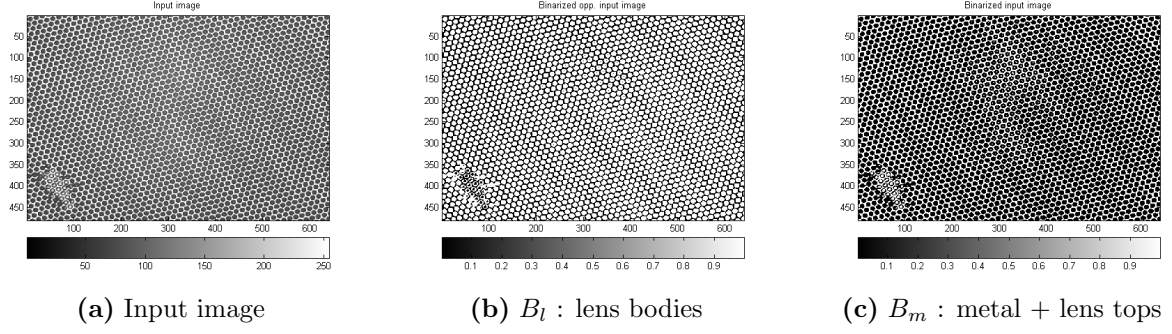 Input image
50
100
150
200
250
300
350
400
450
100 200 300 400 500 600
50 100 150 200 250
(a) Input image
Binarized opp. input image
50
100
150
200
250
300
350
400
450
100 200 300 400 500 600
0.1 0.2 0.3 0.4 0.5 0.6 0.7 0.8 0.9
(b) B_l : lens bodies
Binarized input image
50
100
150
200
250
300
350
400
450
100 200 300 400 500 600
0.1 0.2 0.3 0.4 0.5 0.6 0.7 0.8 0.9
(c) B_m : metal + lens tops